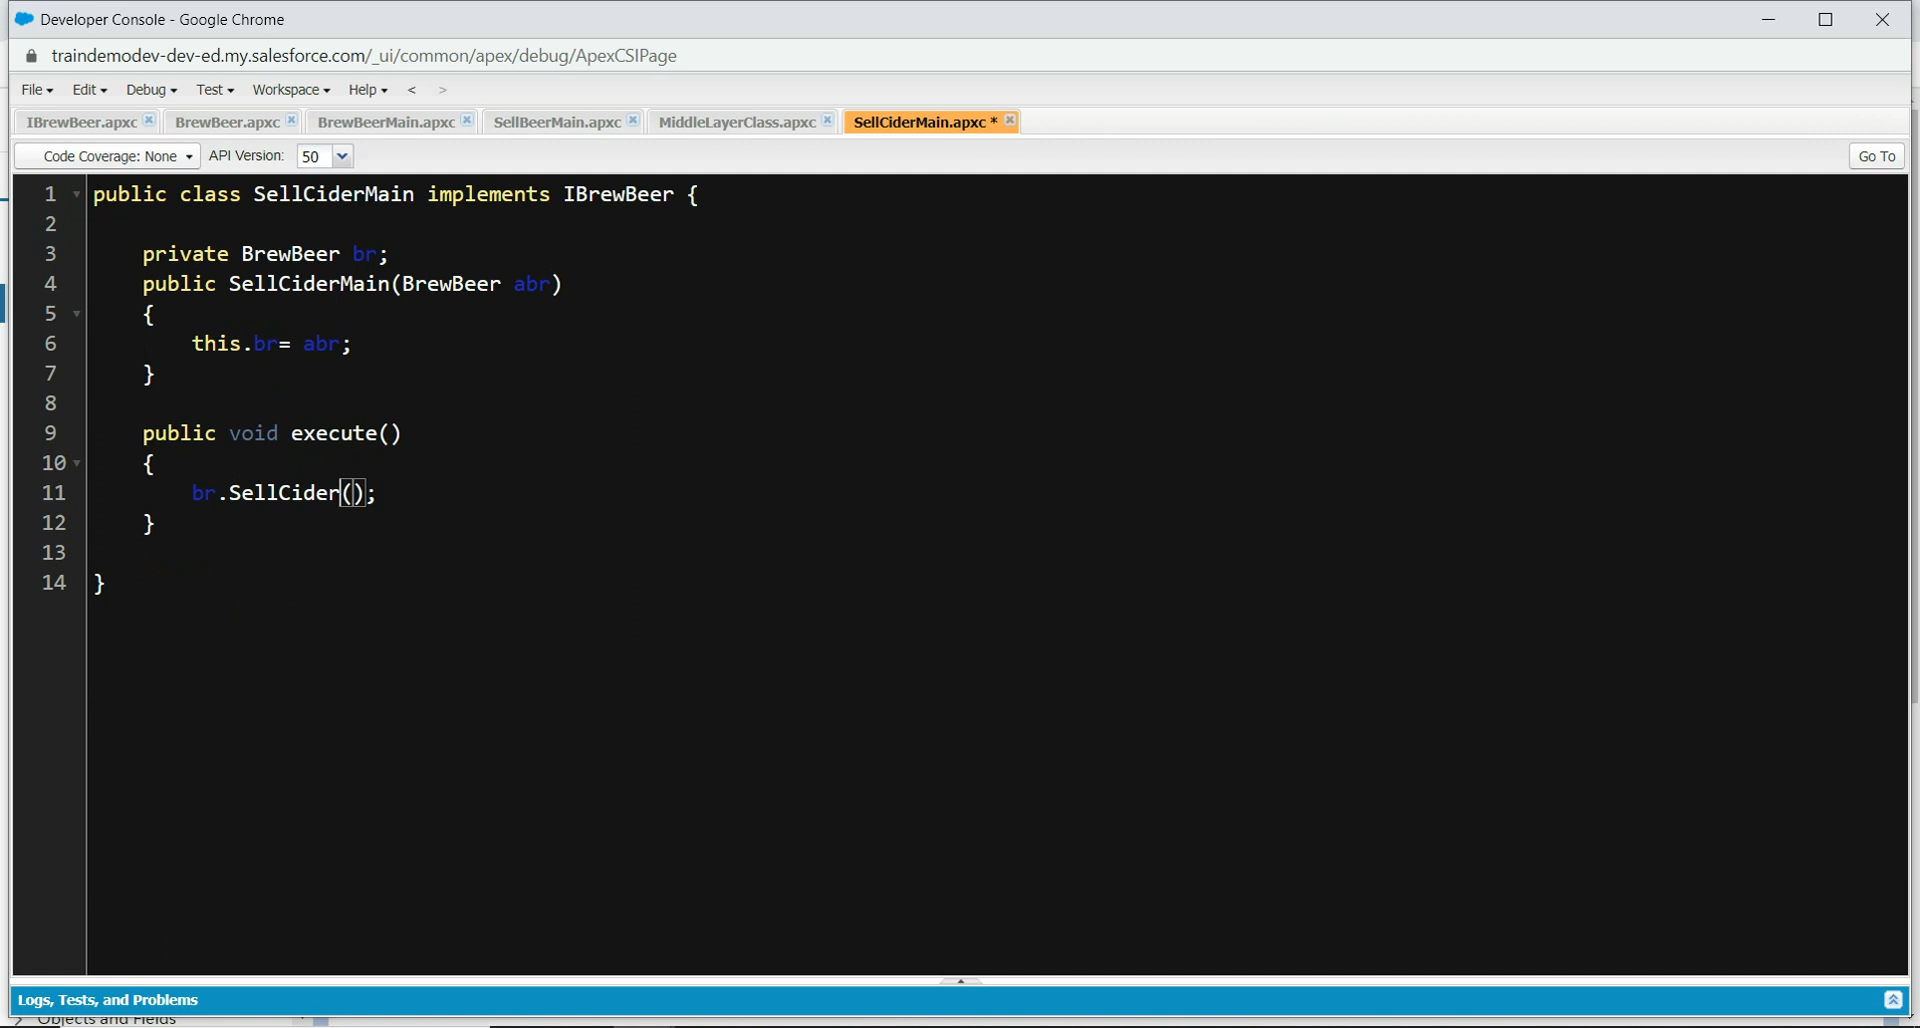 Developer Console - Google Chrome
traindemodev-dev-ed.my.salesforce.com/_ui/common/apex/debug/ApexCSIPage
File Edit Debug Test Workspace Help < >
IBrewBeer.apxc BrewBeer.apxc BrewBeerMain.apxc SellBeerMain.apxc MiddleLayerClass.apxc SellCiderMain.apxc *
Code Coverage: None API Version: 50 Go To
1 public class SellCiderMain implements IBrewBeer {
2
3 private BrewBeer br;
4 public SellCiderMain(BrewBeer abr)
5 {
6 this.br= abr;
7 }
8
9 public void execute()
10 {
11 br.SellCider();
12 }
13
14 }
Logs, Tests, and Problems
Objects and Fields